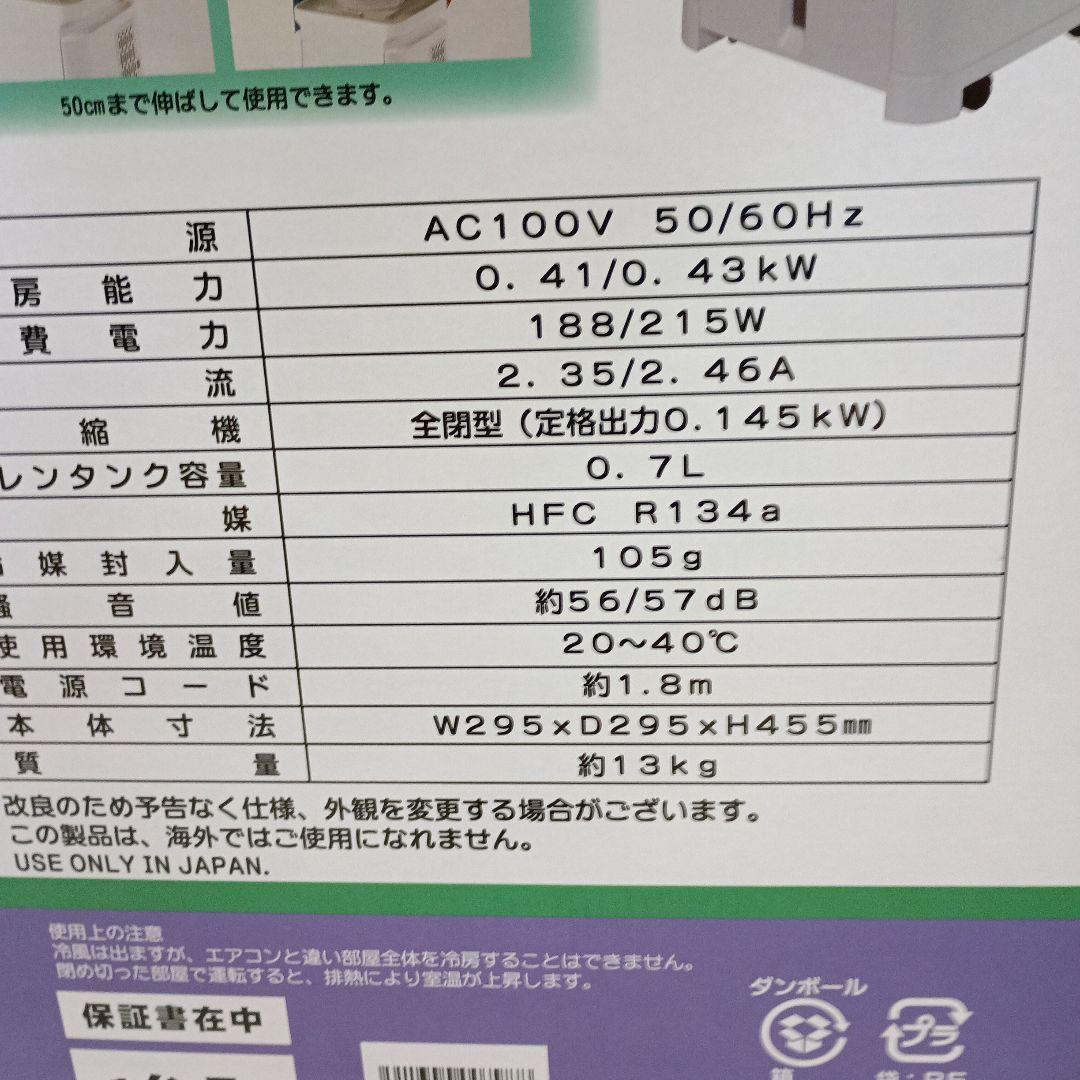 50cmまで伸ばして使用できます。
源 AC100V 50/60Hz
房能力 0.41/0.43kW
費電力 188/215W
流 2.35/2.46A
縮機 全閉型（定格出力0.145kW）
レンタンク容量 0.7L
媒 HFC R134a
媒封入量 105g
騒音値 約56/57dB
使用環境温度 20～40℃
電源コード 約1.8m
本体寸法 W295×D295×H455mm
質量 約13kg
改良のため予告なく仕様、外観を変更する場合がございます。
この製品は、海外ではご使用になれません。
USE ONLY IN JAPAN.
使用上の注意
冷風は出ますが、エアコンと違い部屋全体を冷房することはできません。
閉め切った部屋で運転すると、排熱により室温が上昇します。
保証書在中
ダンボール
プラ
箱
袋:PE